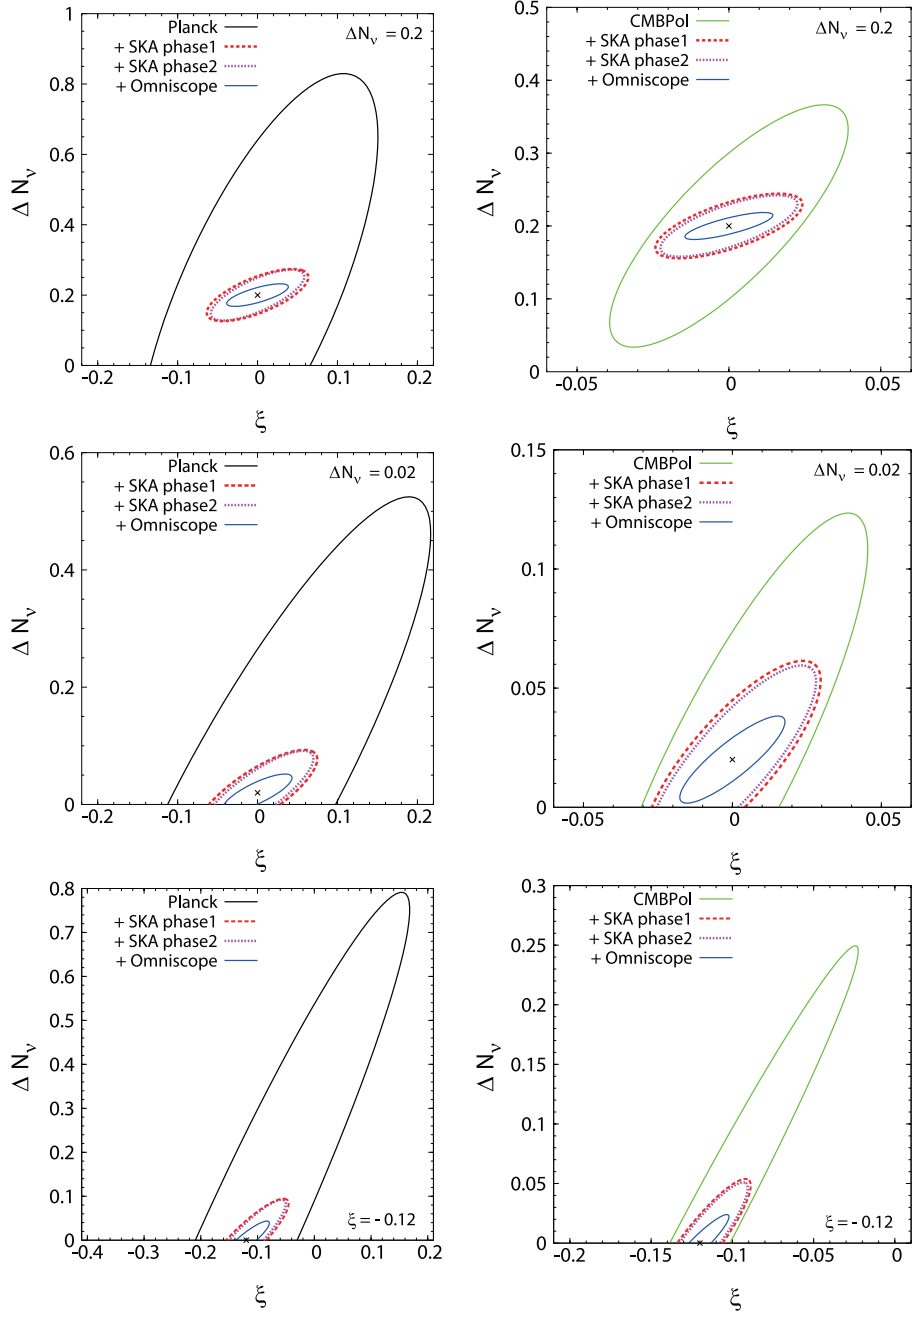 Planck
+ SKA phase1
+ SKA phase2
+ Omniscope
ΔNν = 0.2
1
0.8
0.6
0.4
0.2
0
Δ Nν
-0.2
-0.1
0
0.1
0.2
ξ
CMBPol
+ SKA phase1
+ SKA phase2
+ Omniscope
ΔNν = 0.2
0.5
0.4
0.3
0.2
0.1
0
Δ Nν
-0.05
0
0.05
ξ
Planck
+ SKA phase1
+ SKA phase2
+ Omniscope
ΔNν = 0.02
0.6
0.4
0.2
0
Δ Nν
-0.2
-0.1
0
0.1
0.2
ξ
CMBPol
+ SKA phase1
+ SKA phase2
+ Omniscope
ΔNν = 0.02
0.15
0.1
0.05
0
Δ Nν
-0.05
0
0.05
ξ
Planck
+ SKA phase1
+ SKA phase2
+ Omniscope
0.8
0.7
0.6
0.5
0.4
0.3
0.2
0.1
0
Δ Nν
ξ = - 0.12
-0.4
-0.3
-0.2
-0.1
0
0.1
0.2
ξ
CMBPol
+ SKA phase1
+ SKA phase2
+ Omniscope
0.3
0.25
0.2
0.15
0.1
0.05
0
Δ Nν
ξ = - 0.12
-0.2
-0.15
-0.1
-0.05
0
ξ